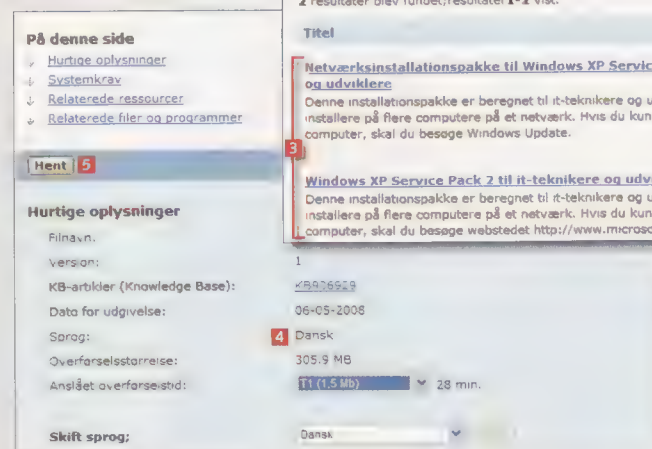 2 resultater blev fundet;resultater 1-2 vist.
Titel
Netværksinstallationspakke til Windows XP Servic
og udviklere
Denne installationspakke er beregnet til it-teknikere og u
installere på flere computere på et netværk. Hvis du kun
computer, skal du besøge Windows Update.
3
Windows XP Service Pack 2 til it-teknikere og udvi
Denne installationspakke er beregnet til it-teknikere og u
installere på flere computere på et netværk. Hvis du kun
computer, skal du besøge webstedet http://www.microso
På denne side
Hurtige oplysninger
Systemkrav
Relaterede ressourcer
Relaterede filer og programmer
Hent 5
Hurtige oplysninger
Filnavn:
Version: 1
KB-artikler (Knowledge Base): KB936929
Dato for udgivelse: 06-05-2008
Sprog: 4 Dansk
Overførselsstørrelse: 305.9 MB
Anslået overførselstid: T1 (1.5 Mb) 28 min.
Skift sprog: Dansk